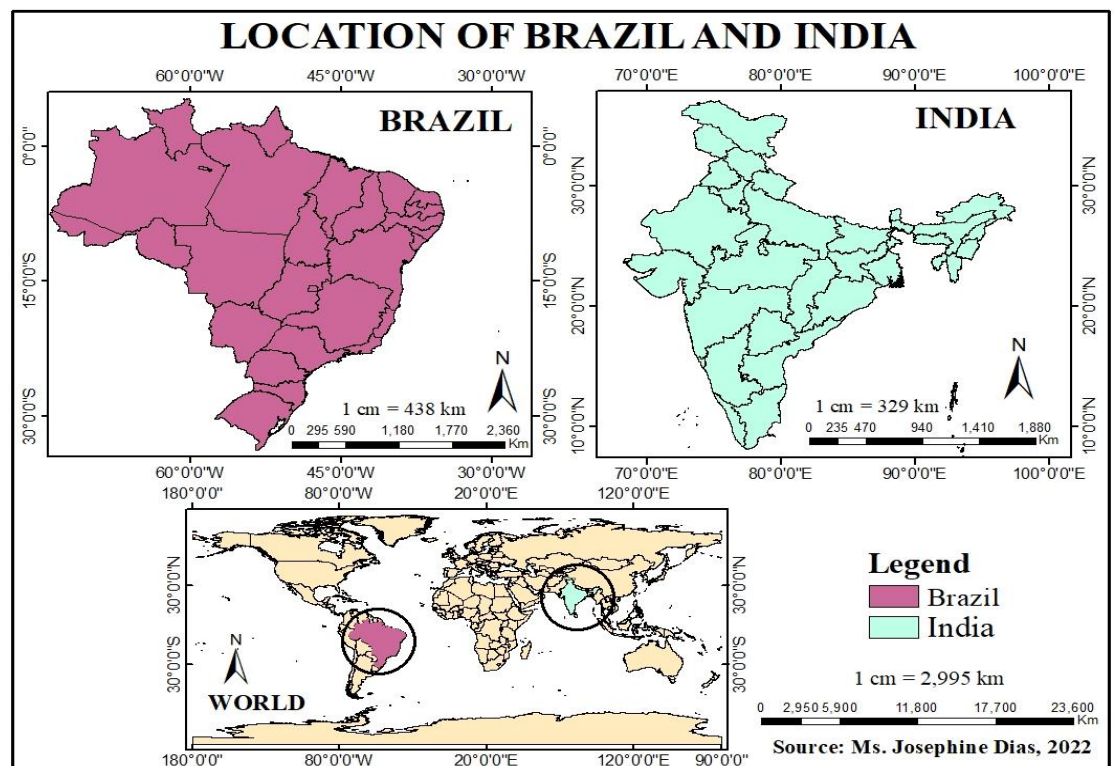 LOCATION OF BRAZIL AND INDIA
60°0'0"W 45°0'0"W 30°0'0"W
BRAZIL
0°0'0"
15°0'0"S
30°0'0"S
0°0'0"
15°0'0"S
30°0'0"S
N
1 cm = 438 km
0 295 590 1,180 1,770 2,360
Km
60°0'0"W 45°0'0"W 30°0'0"W
70°0'0"E 80°0'0"E 90°0'0"E 100°0'0"E
INDIA
30°0'0"N
20°0'0"N
10°0'0"N
30°0'0"N
20°0'0"N
10°0'0"N
N
1 cm = 329 km
0 235 470 940 1,410 1,880
Km
70°0'0"E 80°0'0"E 90°0'0"E 100°0'0"E
180°0'0" 80°0'0"W 20°0'0"E 120°0'0"E
30°0'0"N
30°0'0"S
30°0'0"N
30°0'0"S
N
WORLD
180°0'0" 80°0'0"W 20°0'0"E 120°0'0"E 90°0'0"E
Legend
Brazil
India
1 cm = 2,995 km
0 2,950 5,900 11,800 17,700 23,600
Km
Source: Ms. Josephine Dias, 2022